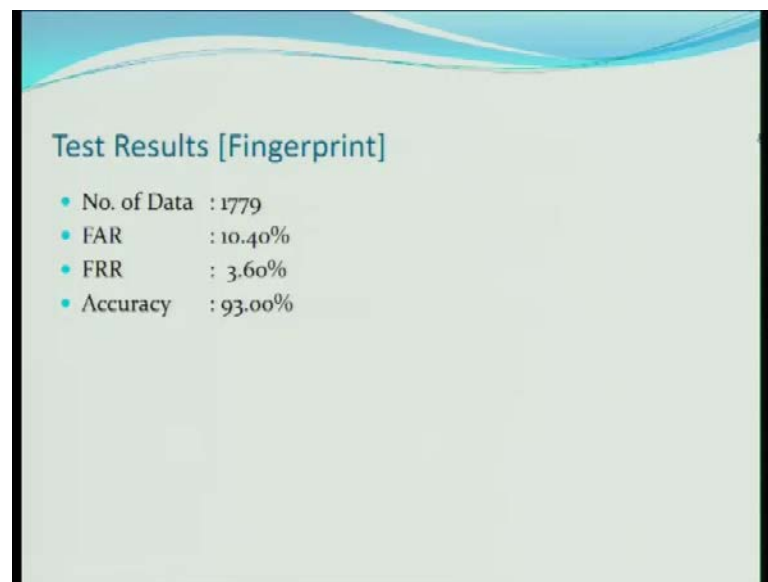 Test Results [Fingerprint]
• No. of Data : 1779
• FAR : 10.40%
• FRR : 3.60%
• Accuracy : 93.00%